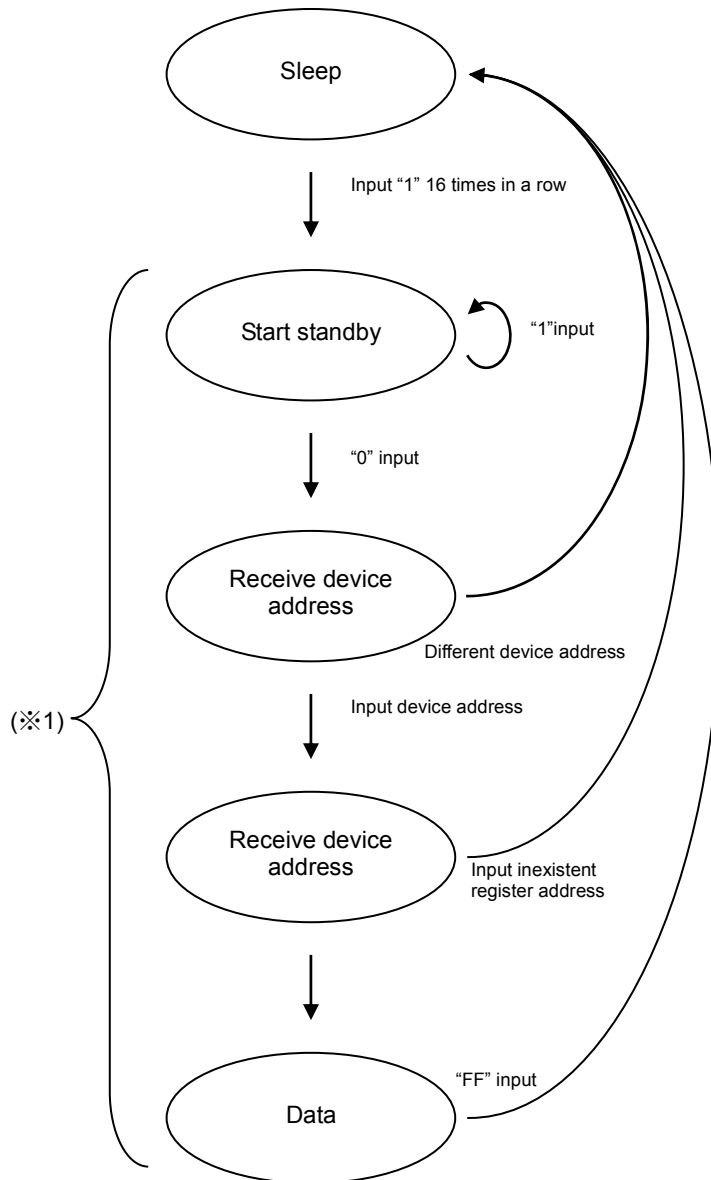 Sleep
Input “1” 16 times in a row
Start standby
“1”input
“0” input
Receive device
address
Different device address
Input device address
(※1)
Receive device
address
Input inexistent
register address
“FF” input
Data